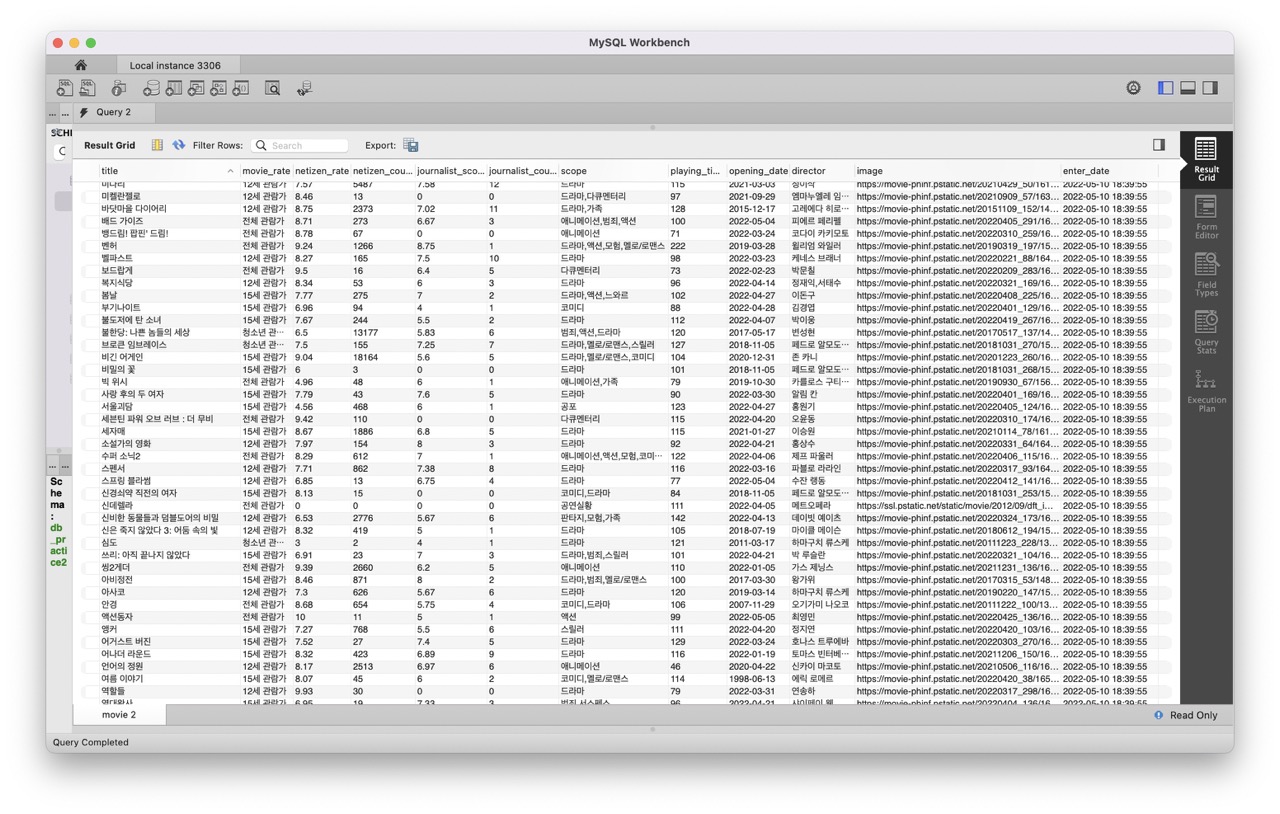 MySQL Workbench
Local instance 3306
Query 2
Result Grid Filter Rows: Search Export:
title movie_rate netizen_rate netizen_cou... journalist_sco... journalist_cou... scope playing_ti... opening_date director image enter_date
미나리 12세 관람가 7.57 5487 7.58 12 드라마 115 2021-03-03 정이삭 https://movie-phinf.pstatic.net/20210429_50/161... 2022-05-10 18:39:55
미켈란젤로 12세 관람가 8.46 13 0 0 드라마,다큐멘터리 97 2021-09-29 엠마누엘레 임··· https://movie-phinf.pstatic.net/20210909_57/163... 2022-05-10 18:39:55
바닷마을 다이어리 12세 관람가 8.75 2373 7.02 11 드라마,가족 128 2015-12-17 고레에다 히로··· https://movie-phinf.pstatic.net/20151109_152/14... 2022-05-10 18:39:55
배드 가이즈 전체 관람가 8.71 273 6.67 3 애니메이션,범죄,액션 100 2022-05-04 피에르 페리펠 https://movie-phinf.pstatic.net/20220405_291/16... 2022-05-10 18:39:55
뱅드림! 팝핀' 드림! 전체 관람가 8.78 67 0 0 애니메이션 71 2022-03-24 코다이 카키모토 https://movie-phinf.pstatic.net/20220310_259/16... 2022-05-10 18:39:55
벤허 전체 관람가 9.24 1266 8.75 1 드라마,액션,모험,멜로/로맨스 222 2019-03-28 윌리엄 와일러 https://movie-phinf.pstatic.net/20190319_197/15... 2022-05-10 18:39:55
벨파스트 12세 관람가 8.27 165 7.5 10 드라마 98 2022-03-23 케네스 브래너 https://movie-phinf.pstatic.net/20220221_88/164... 2022-05-10 18:39:55
보드랍게 전체 관람가 9.5 16 6.4 5 다큐멘터리 73 2022-02-23 박문칠 https://movie-phinf.pstatic.net/20220209_283/16... 2022-05-10 18:39:55
복지식당 12세 관람가 8.34 53 6 3 드라마 96 2022-04-14 정재익,서태수 https://movie-phinf.pstatic.net/20220321_169/16... 2022-05-10 18:39:55
봄날 15세 관람가 7.77 275 7 2 드라마,액션,느와르 102 2022-04-27 이돈구 https://movie-phinf.pstatic.net/20220408_225/16... 2022-05-10 18:39:55
부기나이트 15세 관람가 6.96 94 4 1 코미디 88 2022-04-28 김경엽 https://movie-phinf.pstatic.net/20220401_129/16... 2022-05-10 18:39:55
불도저에 탄 소녀 15세 관람가 7.67 244 5.5 2 드라마 112 2022-04-07 박이웅 https://movie-phinf.pstatic.net/20220419_267/16... 2022-05-10 18:39:55
불한당: 나쁜 놈들의 세상 청소년 관··· 6.5 13177 5.83 6 범죄,액션,드라마 120 2017-05-17 변성현 https://movie-phinf.pstatic.net/20170517_137/14... 2022-05-10 18:39:55
브로큰 임브레이스 청소년 관··· 7.5 155 7.25 7 드라마,멜로/로맨스,스릴러 127 2018-11-05 페드로 알모도··· https://movie-phinf.pstatic.net/20181031_270/15... 2022-05-10 18:39:55
비긴 어게인 15세 관람가 9.04 18164 5.6 5 드라마,멜로/로맨스,코미디 104 2020-12-31 존 카니 https://movie-phinf.pstatic.net/20201223_260/16... 2022-05-10 18:39:55
비밀의 꽃 15세 관람가 6 3 0 0 드라마 101 2018-11-05 페드로 알모도··· https://movie-phinf.pstatic.net/20181031_268/15... 2022-05-10 18:39:55
빅 위시 전체 관람가 4.96 48 6 1 애니메이션,가족 79 2019-10-30 카를로스 구티··· https://movie-phinf.pstatic.net/20190930_67/156... 2022-05-10 18:39:55
사랑 후의 두 여자 15세 관람가 7.79 43 7.6 5 드라마 90 2022-03-30 알림 칸 https://movie-phinf.pstatic.net/20220401_169/16... 2022-05-10 18:39:55
서울괴담 15세 관람가 4.56 468 6 1 공포 123 2022-04-27 홍원기 https://movie-phinf.pstatic.net/20220405_124/16... 2022-05-10 18:39:55
세븐틴 파워 오브 러브 : 더 무비 전체 관람가 9.42 110 0 0 다큐멘터리 115 2022-04-20 오윤동 https://movie-phinf.pstatic.net/20220310_174/16... 2022-05-10 18:39:55
세자매 15세 관람가 8.67 1886 6.8 5 드라마 115 2021-01-27 이승원 https://movie-phinf.pstatic.net/20210114_78/161... 2022-05-10 18:39:55
소설가의 영화 12세 관람가 7.97 154 8 3 드라마 92 2022-04-21 홍상수 https://movie-phinf.pstatic.net/20220331_64/164... 2022-05-10 18:39:55
수퍼 소닉2 전체 관람가 8.29 612 7 1 애니메이션,액션,모험,코미··· 122 2022-04-06 제프 파울러 https://movie-phinf.pstatic.net/20220406_115/16... 2022-05-10 18:39:55
스펜서 12세 관람가 7.71 862 7.38 8 드라마 116 2022-03-16 파블로 라라인 https://movie-phinf.pstatic.net/20220317_93/164... 2022-05-10 18:39:55
스프링 블라썸 12세 관람가 6.85 13 6.75 4 드라마 77 2022-05-04 수잔 랭동 https://movie-phinf.pstatic.net/20220412_141/16... 2022-05-10 18:39:55
신경쇠약 직전의 여자 15세 관람가 8.13 15 0 0 코미디,드라마 84 2018-11-05 페드로 알모도··· https://movie-phinf.pstatic.net/20181031_253/15... 2022-05-10 18:39:55
신데렐라 전체 관람가 0 0 0 0 공연실황 111 2022-04-05 메트오페라 https://ssl.pstatic.net/static/movie/2012/09/dft_i... 2022-05-10 18:39:55
신비한 동물들과 덤블도어의 비밀 12세 관람가 6.53 2776 5.67 6 판타지,모험,가족 142 2022-04-13 데이빗 예이츠 https://movie-phinf.pstatic.net/20220324_173/16... 2022-05-10 18:39:55
신은 죽지 않았다 3: 어둠 속의 빛 12세 관람가 8.32 419 5 1 드라마 105 2018-07-19 마이클 메이슨 https://movie-phinf.pstatic.net/20180612_194/15... 2022-05-10 18:39:55
심도 청소년 관··· 3 2 4 1 드라마 121 2011-03-17 하마구치 류스케 https://movie-phinf.pstatic.net/20111223_228/13... 2022-05-10 18:39:55
쓰리: 아직 끝나지 않았다 15세 관람가 6.91 23 7 3 드라마,범죄,스릴러 101 2022-04-21 박 루슬란 https://movie-phinf.pstatic.net/20220321_104/16... 2022-05-10 18:39:55
씽2게더 전체 관람가 9.39 2660 6.2 5 애니메이션 110 2022-01-05 가스 제닝스 https://movie-phinf.pstatic.net/20211231_136/16... 2022-05-10 18:39:55
아비정전 15세 관람가 8.46 871 8 2 드라마,범죄,멜로/로맨스 100 2017-03-30 왕가위 https://movie-phinf.pstatic.net/20170315_53/148... 2022-05-10 18:39:55
아사코 12세 관람가 7.3 626 5.67 6 드라마 120 2019-03-14 하마구치 류스케 https://movie-phinf.pstatic.net/20190220_147/15... 2022-05-10 18:39:55
안경 전체 관람가 8.68 654 5.75 4 코미디,드라마 106 2007-11-29 오기가미 나오코 https://movie-phinf.pstatic.net/20111222_100/13... 2022-05-10 18:39:55
액션동자 전체 관람가 10 11 5 1 액션 99 2022-05-05 최영민 https://movie-phinf.pstatic.net/20220425_136/16... 2022-05-10 18:39:55
앵커 15세 관람가 7.27 768 5.5 6 스릴러 111 2022-04-20 정지연 https://movie-phinf.pstatic.net/20220420_103/16... 2022-05-10 18:39:55
어거스트 버진 15세 관람가 7.52 27 7.4 5 드라마 129 2022-03-24 호나스 트루에바 https://movie-phinf.pstatic.net/20220303_270/16... 2022-05-10 18:39:55
어나더 라운드 15세 관람가 8.32 423 6.89 9 드라마 116 2022-01-19 토마스 빈터베··· https://movie-phinf.pstatic.net/20211206_150/16... 2022-05-10 18:39:55
언어의 정원 12세 관람가 8.17 2513 6.97 6 애니메이션 46 2020-04-22 신카이 마코토 https://movie-phinf.pstatic.net/20210506_116/16... 2022-05-10 18:39:55
여름 이야기 15세 관람가 8.07 45 6 2 코미디,멜로/로맨스 114 1998-06-13 에릭 로메르 https://movie-phinf.pstatic.net/20220420_38/165... 2022-05-10 18:39:55
역할들 12세 관람가 9.93 30 0 0 드라마 79 2022-03-31 연송하 https://movie-phinf.pstatic.net/20220317_298/16... 2022-05-10 18:39:55
15세 관람가 6.95 19 7.33 3 96 2022-04-21 https://movie-phinf.pstatic.net/20220404_136/16... 2022-05-10 18:39:55
Result
Grid
Form
Editor
Field
Types
Query
Stats
Execution
Plan
SCHE
Sc
he
ma
:
db
_pr
acti
ce2
movie 2
Read Only
Query Completed